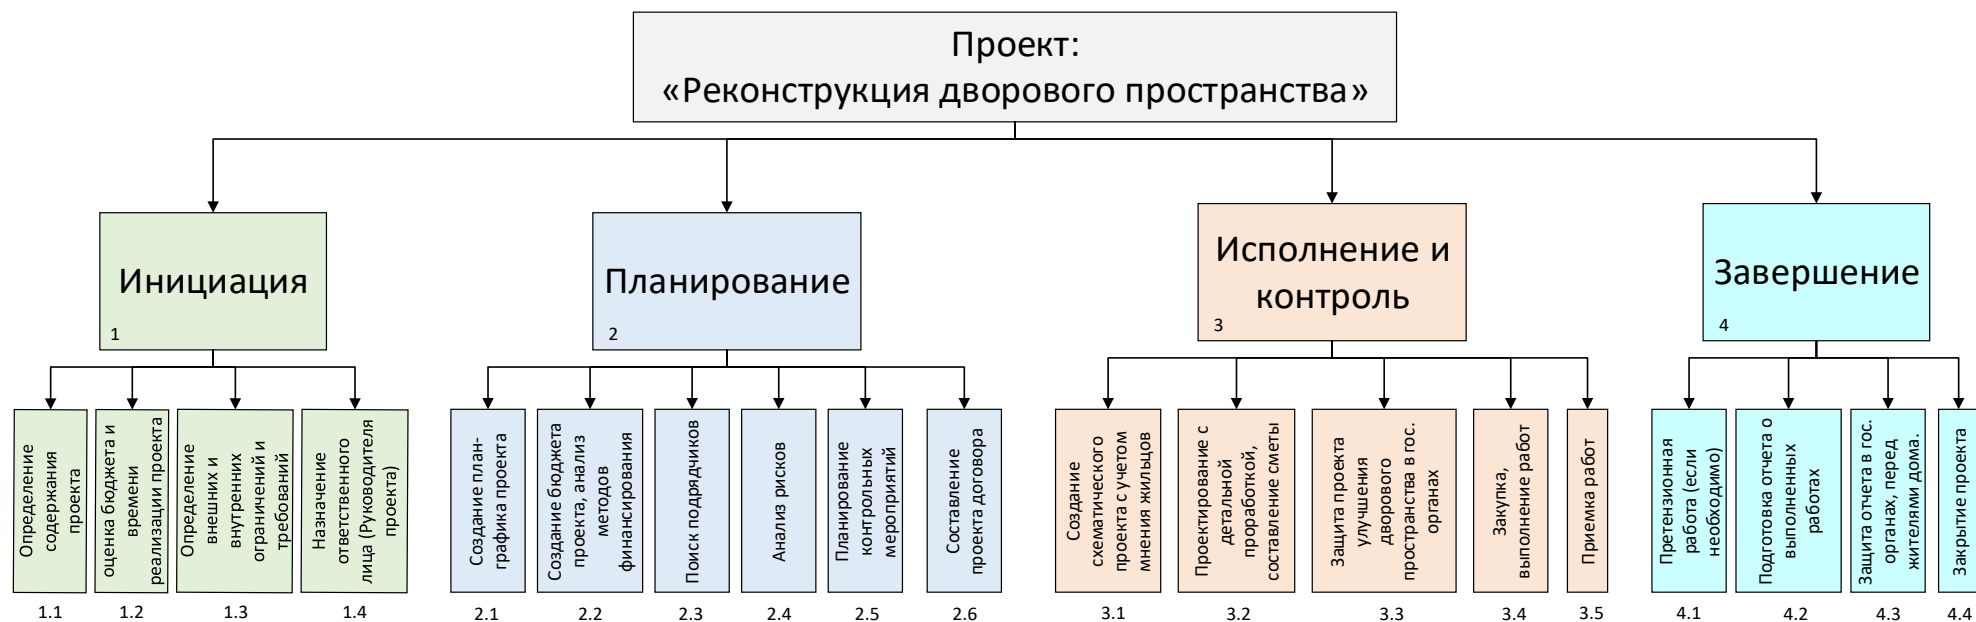 Проект:
«Реконструкция дворового пространства»
Инициация
1
Планирование
2
Исполнение и
контроль
3
Завершение
4
Определение
содержания
проекта
1.1
оценка бюджета и
времени
реализации проекта
1.2
Определение
внешних и
внутренних
ограничений и
требований
1.3
Назначение
ответственного
лица (Руководителя
проекта)
1.4
Создание план-
графика проекта
2.1
Создание бюджета
проекта, анализ
методов
финансирования
2.2
Поиск подрядчиков
2.3
Анализ рисков
2.4
Планирование
контрольных
мероприятий
2.5
Составление
проекта договора
2.6
Создание
схематического
проекта с учетом
мнения жильцов
3.1
Проектирование с
детальной
проработкой,
составление сметы
3.2
Защита проекта
улучшения
дворового
пространства в гос.
органах
3.3
Закупка,
выполнение работ
3.4
Приемка работ
3.5
Претензионная
работа (если
необходимо)
4.1
Подготовка отчета о
выполненных
работах
4.2
Защита отчета в гос.
органах, перед
жителями дома.
4.3
Закрытие проекта
4.4